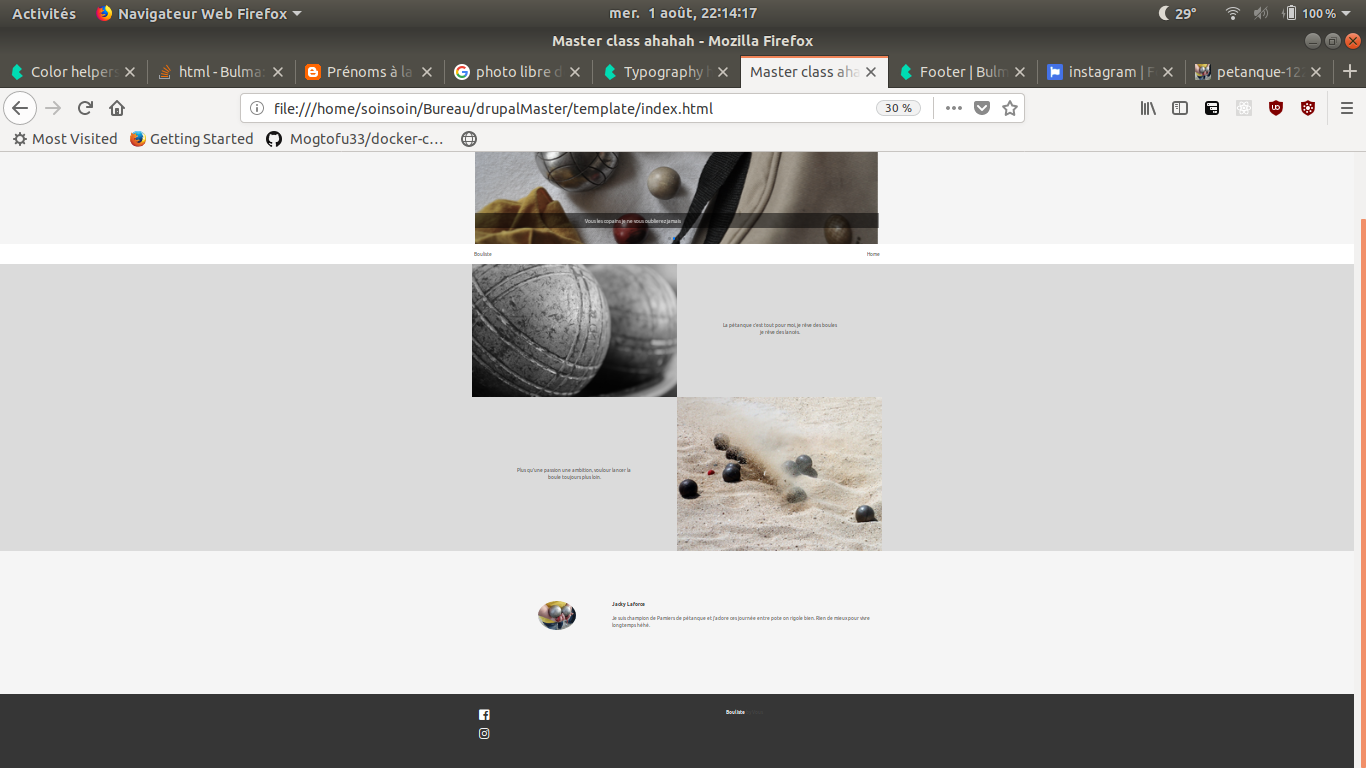 Activités
Navigateur Web Firefox
mer. 1 août, 22:14:17
29°
100 %
Master class ahahah - Mozilla Firefox
Color helpers
html - Bulma
Prénoms à la
photo libre d
Typography h
Master class aha
Footer | Bulm
instagram | F
petanque-12
file:///home/soinsoin/Bureau/drupalMaster/template/index.html
30 %
Most Visited
Getting Started
Mogtofu33/docker-c…
Vous les copains je ne vous oublierez jamais
Bouliste
Home
La pétanque c'est tout pour moi, je rêve des boules
je rêve des lancés.
Plus qu'une passion une ambition, vouloir lancer la
boule toujours plus loin.
Jacky Laforce
Je suis champion de Pamiers de pétanque et j'adore ces journée entre pote on rigole bien. Rien de mieux pour vivre
longtemps héhé.
Bouliste